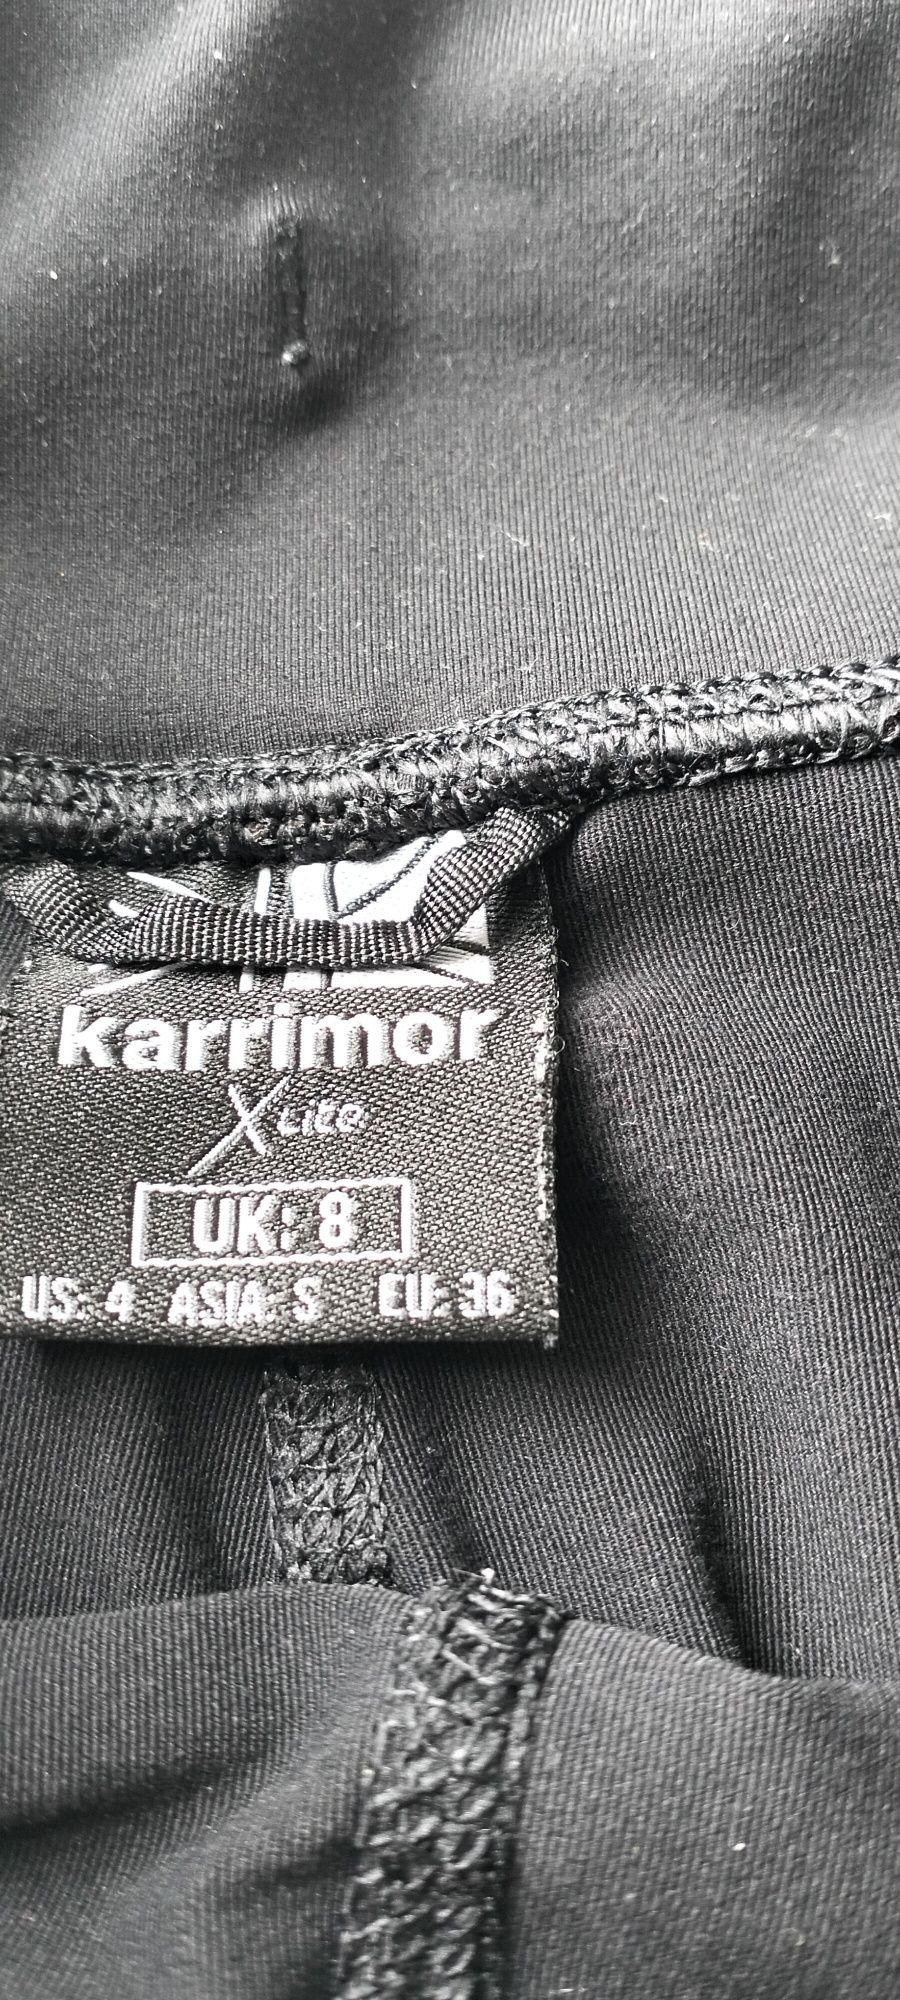 karrimor
X-LITE
UK: 8
US: 4 ASIA: S EU: 36